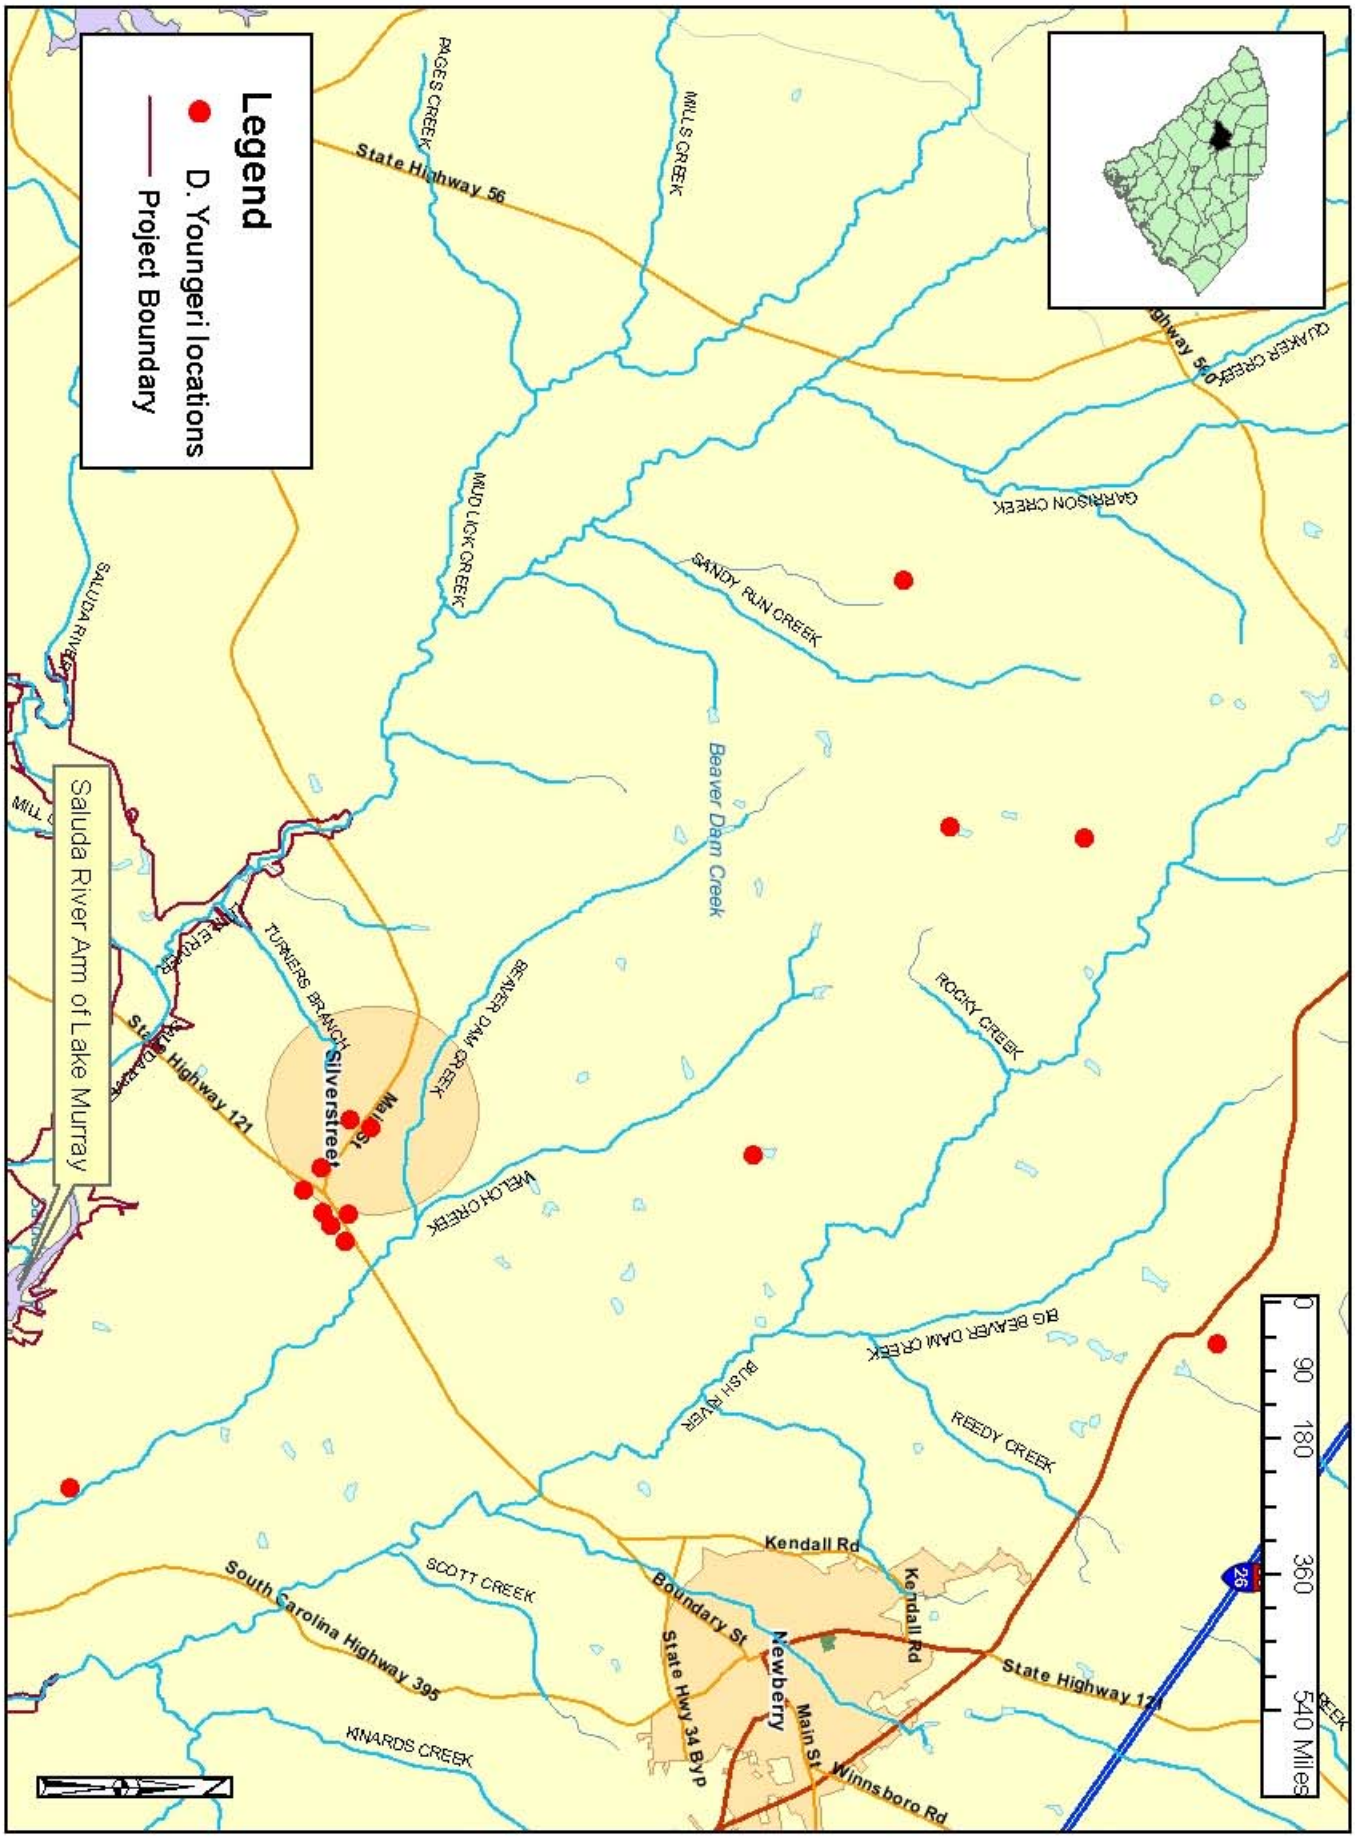 Legend
D. Youngeri locations
Project Boundary
PAGES CREEK
MILLS CREEK
State Highway 56
QUAKER CREEK
GARRISON CREEK
MUD LICK CREEK
SANDY RUN CREEK
SALUDA RIVER
Beaver Dam Creek
Saluda River Arm of Lake Murray
TURNERS BRANCH
BEAVER DAM CREEK
ROCKY CREEK
State Highway 121
Silverstreet
Main St
WELCH CREEK
BIG BEAVER DAM CREEK
BUSH RIVER
REEDY CREEK
0 90 180 360 540 Miles
26
Kendall Rd
Kendall Rd
Boundary St
SCOTT CREEK
South Carolina Highway 395
State Hwy 34 Byp
Newberry
Main St
State Highway 121
Winnsboro Rd
KINARDS CREEK